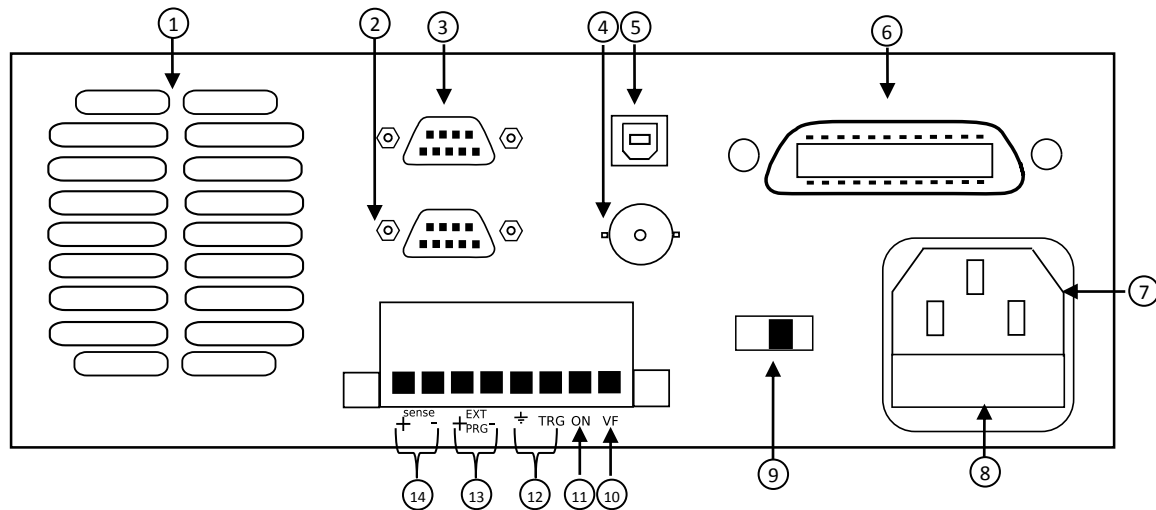 ① ② ③ ④ ⑤ ⑥
⑦
sense EXT
+ - + PRG - ⏚ TRG ON VF
⑭ ⑬ ⑫ ⑪ ⑩ ⑨ ⑧